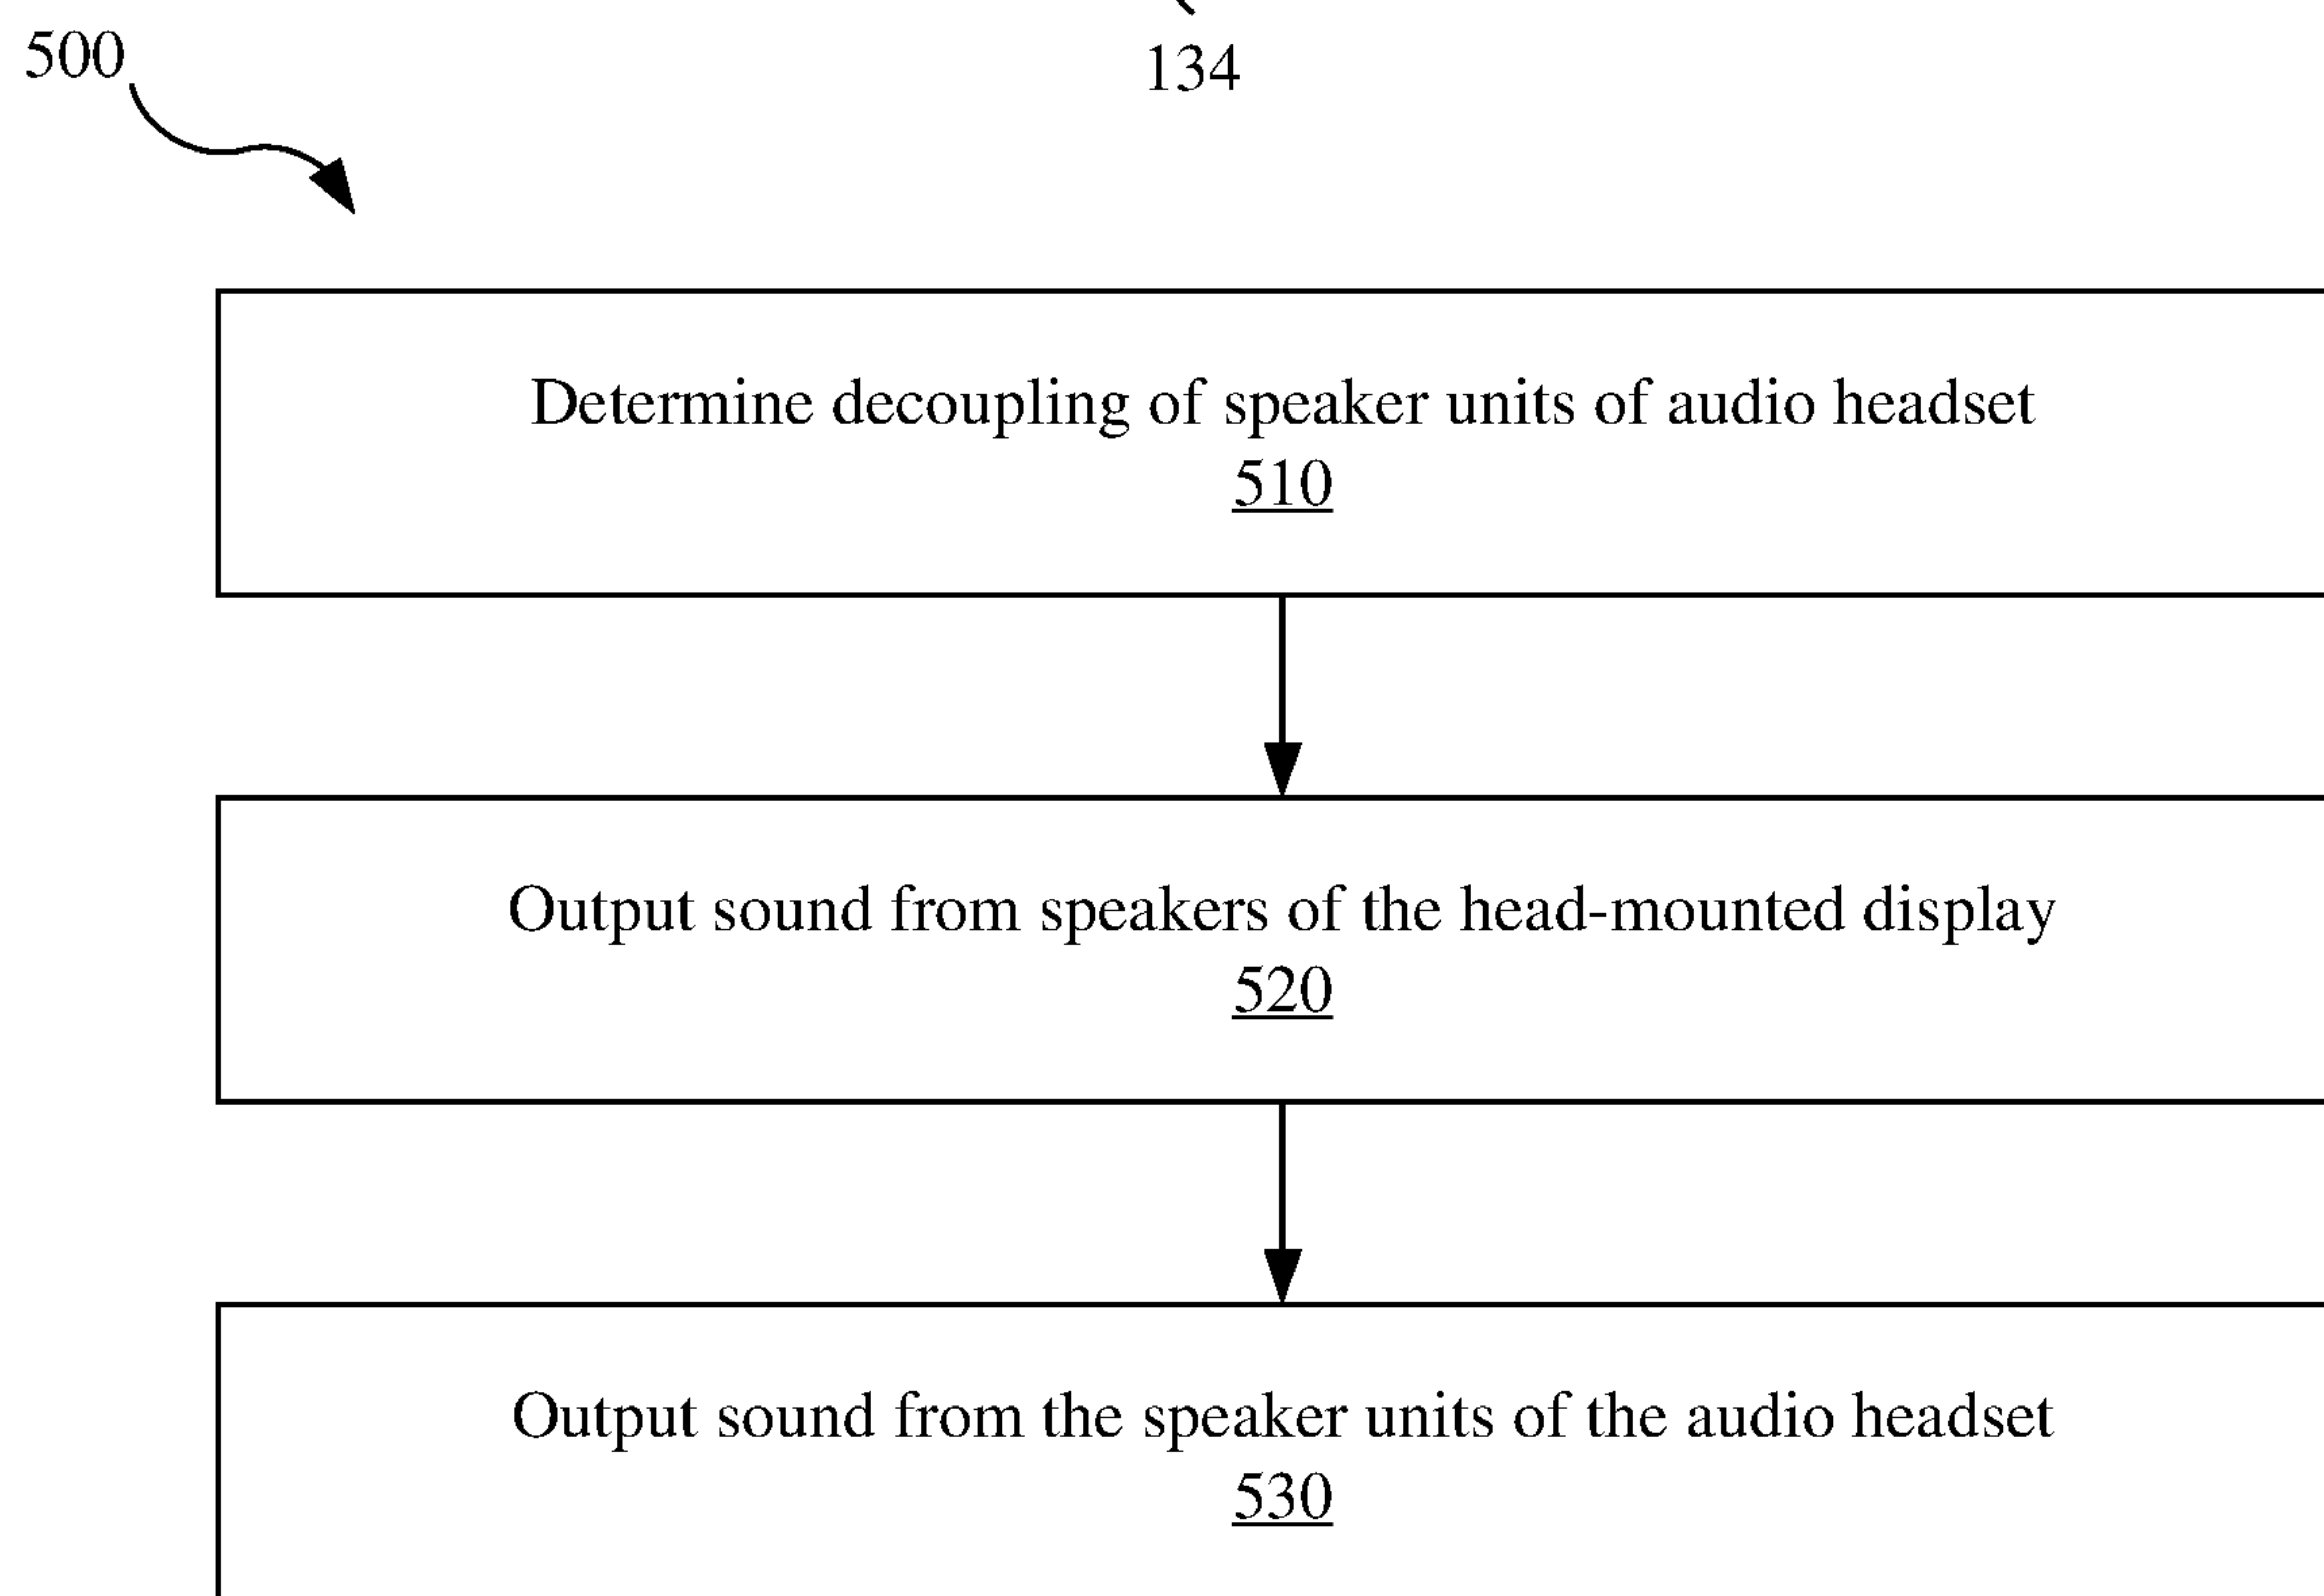 500
134
Determine decoupling of speaker units of audio headset
510
Output sound from speakers of the head-mounted display
520
Output sound from the speaker units of the audio headset
530